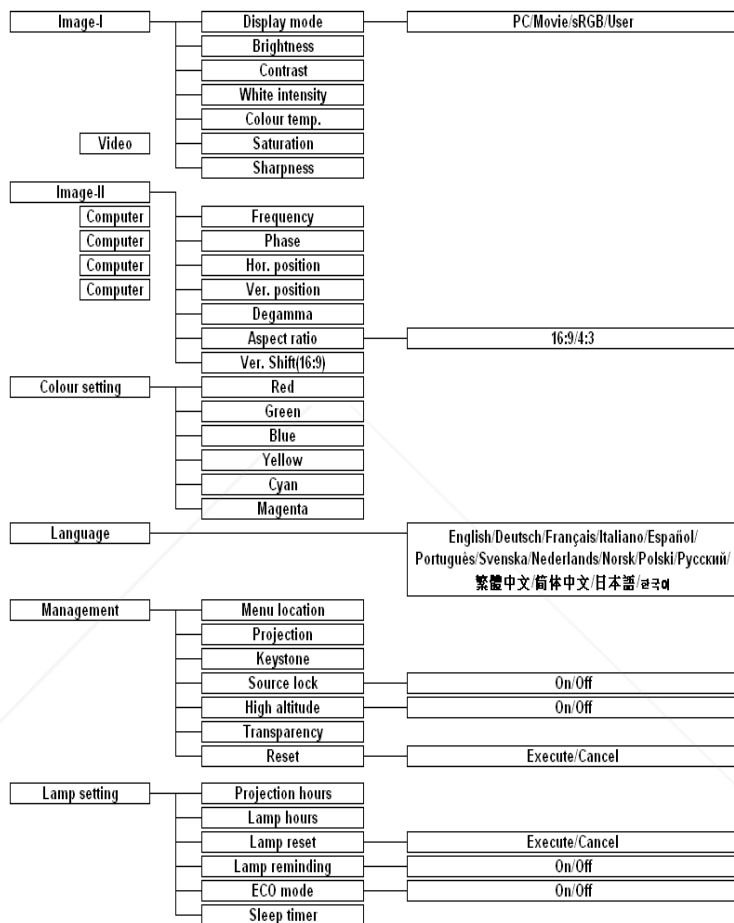 Image-I Display mode PC/Movie/sRGB/User
Brightness
Contrast
White intensity
Colour temp.
Video Saturation
Sharpness
Image-II
Computer Frequency
Computer Phase
Computer Hor. position
Computer Ver. position
Degamma
Aspect ratio 16:9/4:3
Ver. Shift(16:9)
Colour setting Red
Green
Blue
Yellow
Cyan
Magenta
Language English/Deutsch/Français/Italiano/Español/
Português/Svenska/Nederlands/Norsk/Polski/Русский/
繁體中文/简体中文/日本語/한국어
Management Menu location
Projection
Keystone
Source lock On/Off
High altitude On/Off
Transparency
Reset Execute/Cancel
Lamp setting Projection hours
Lamp hours
Lamp reset Execute/Cancel
Lamp reminding On/Off
ECO mode On/Off
Sleep timer